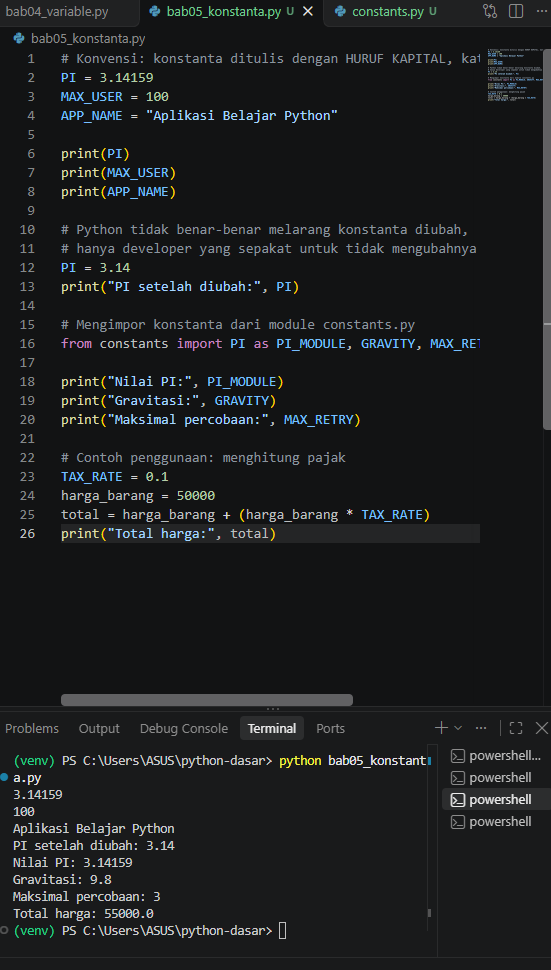 bab04_variable.py
bab05_konstanta.py U
constants.py U
bab05_konstanta.py
1 # Konvensi: konstanta ditulis dengan HURUF KAPITAL, kat
2 PI = 3.14159
3 MAX_USER = 100
4 APP_NAME = "Aplikasi Belajar Python"
5
6 print(PI)
7 print(MAX_USER)
8 print(APP_NAME)
9
10 # Python tidak benar-benar melarang konstanta diubah,
11 # hanya developer yang sepakat untuk tidak mengubahnya
12 PI = 3.14
13 print("PI setelah diubah:", PI)
14
15 # Mengimpor konstanta dari module constants.py
16 from constants import PI as PI_MODULE, GRAVITY, MAX_RET
17
18 print("Nilai PI:", PI_MODULE)
19 print("Gravitasi:", GRAVITY)
20 print("Maksimal percobaan:", MAX_RETRY)
21
22 # Contoh penggunaan: menghitung pajak
23 TAX_RATE = 0.1
24 harga_barang = 50000
25 total = harga_barang + (harga_barang * TAX_RATE)
26 print("Total harga:", total)
Problems Output Debug Console Terminal Ports
(venv) PS C:\Users\ASUS\python-dasar> python bab05_konstant
a.py
3.14159
100
Aplikasi Belajar Python
PI setelah diubah: 3.14
Nilai PI: 3.14159
Gravitasi: 9.8
Maksimal percobaan: 3
Total harga: 55000.0
(venv) PS C:\Users\ASUS\python-dasar>
powershell...
powershell
powershell
powershell